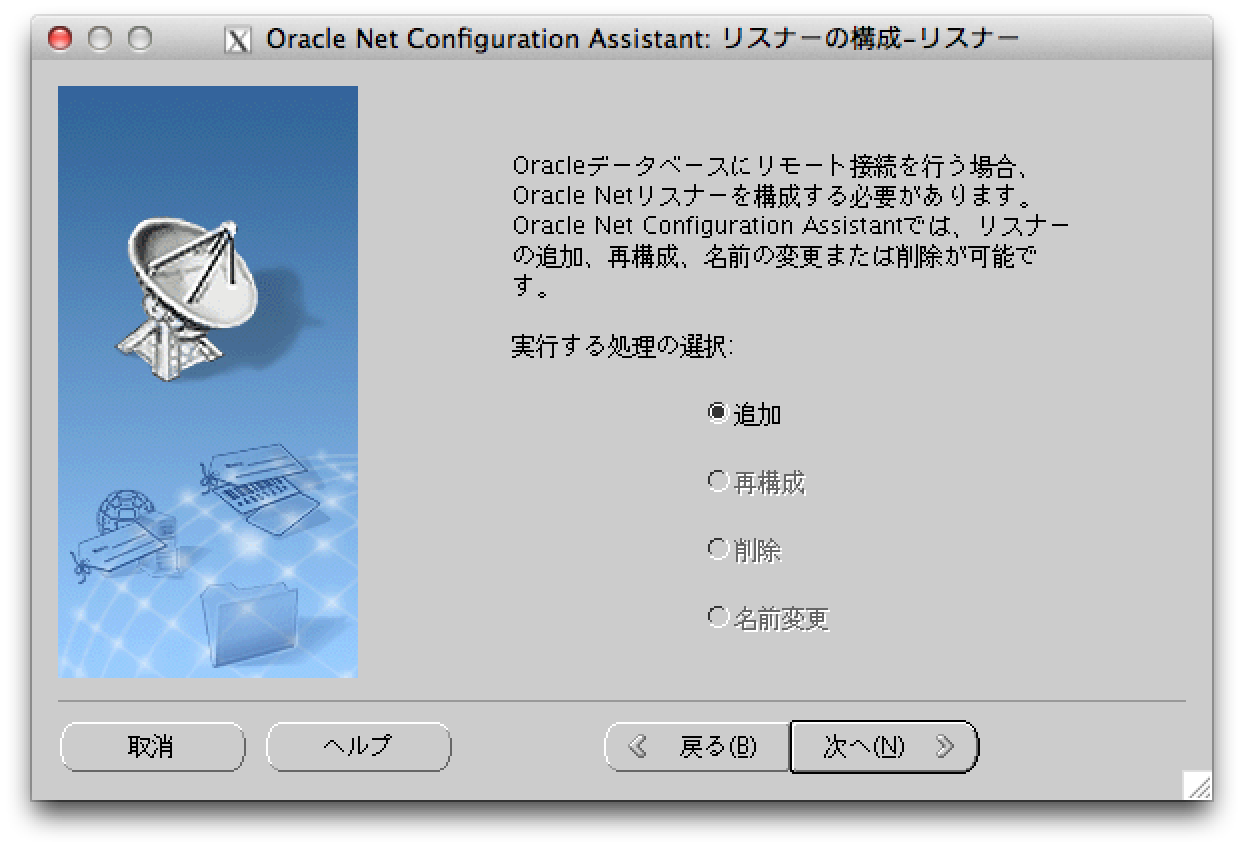 Oracle Net Configuration Assistant: リスナーの構成-リスナー
Oracleデータベースにリモート接続を行う場合、
Oracle Netリスナーを構成する必要があります。
Oracle Net Configuration Assistantでは、リスナー
の追加、再構成、名前の変更または削除が可能で
す。
実行する処理の選択:
追加
再構成
削除
名前変更
取消
ヘルプ
戻る(B)
次へ(N)